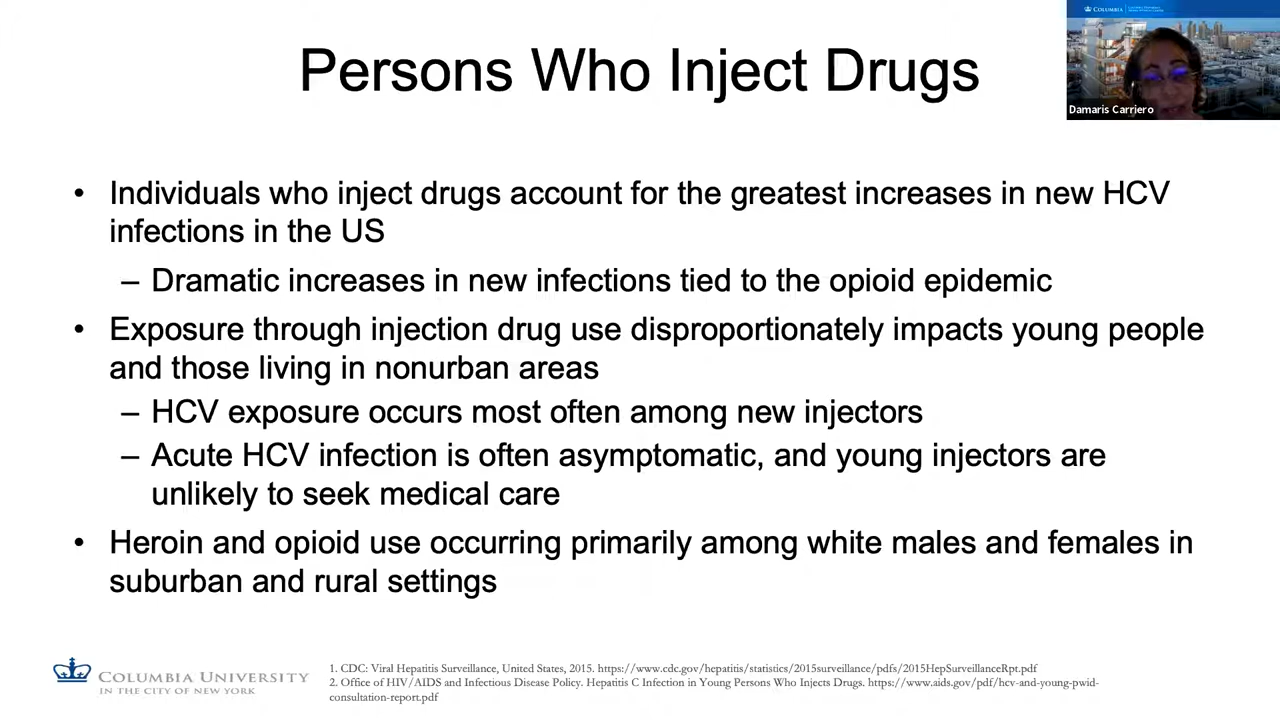 COLUMBIA
Persons Who Inject Drugs
Damaris Carriero
• Individuals who inject drugs account for the greatest increases in new HCV
infections in the US
– Dramatic increases in new infections tied to the opioid epidemic
• Exposure through injection drug use disproportionately impacts young people
and those living in nonurban areas
– HCV exposure occurs most often among new injectors
– Acute HCV infection is often asymptomatic, and young injectors are
unlikely to seek medical care
• Heroin and opioid use occurring primarily among white males and females in
suburban and rural settings
COLUMBIA UNIVERSITY
IN THE CITY OF NEW YORK
1. CDC: Viral Hepatitis Surveillance, United States, 2015. https://www.cdc.gov/hepatitis/statistics/2015surveillance/pdfs/2015HepSurveillanceRpt.pdf
2. Office of HIV/AIDS and Infectious Disease Policy. Hepatitis C Infection in Young Persons Who Injects Drugs. https://www.aids.gov/pdf/hcv-and-young-pwid-
consultation-report.pdf